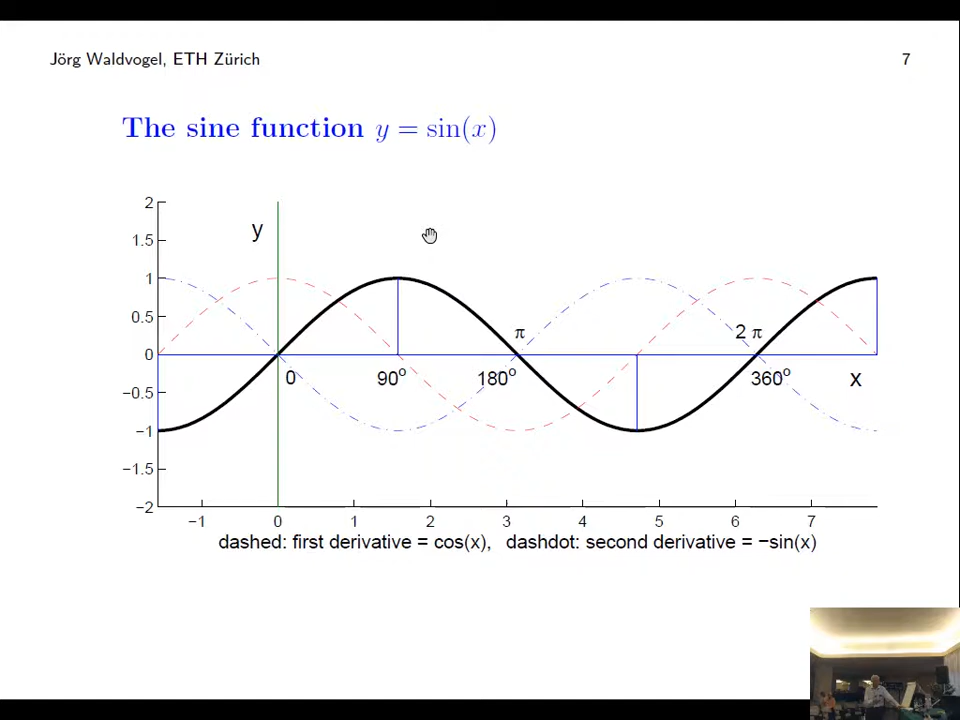 Jörg Waldvogel, ETH Zürich 7
The sine function y = sin(x)
2
y
1.5
1
0.5
π
2 π
0
0
90°
180°
360°
x
−0.5
−1
−1.5
−2
−1 0 1 2 3 4 5 6 7
dashed: first derivative = cos(x), dashdot: second derivative = −sin(x)